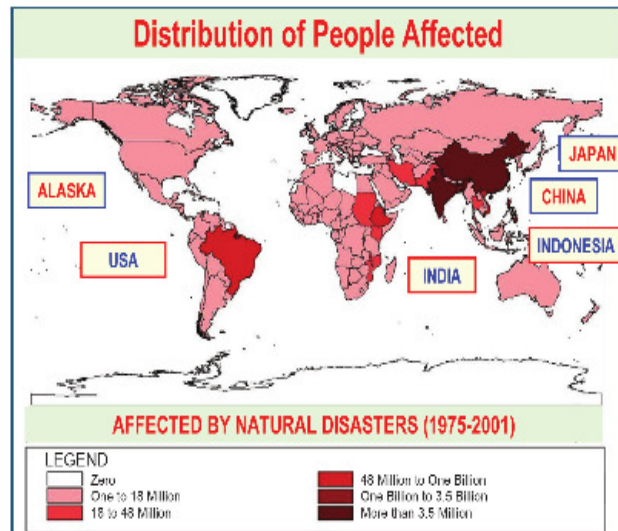 Distribution of People Affected
JAPAN
ALASKA
CHINA
USA
INDONESIA
INDIA
AFFECTED BY NATURAL DISASTERS (1975-2001)
LEGEND
Zero
One to 18 Million
18 to 48 Million
48 Million to One Billion
One Billion to 3.5 Billion
More than 3.5 Million